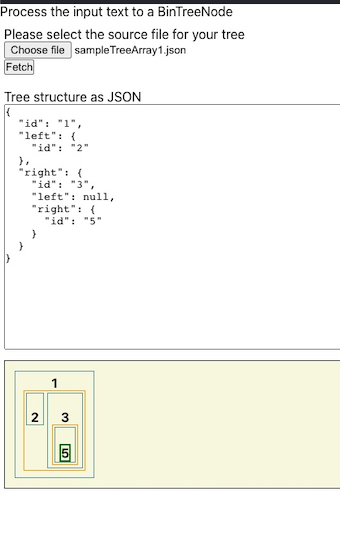 Process the input text to a BinTreeNode
Please select the source file for your tree
Choose file sampleTreeArray1.json
Fetch
Tree structure as JSON
{
"id": "1",
"left": {
"id": "2"
},
"right": {
"id": "3",
"left": null,
"right": {
"id": "5"
}
}
}
1
2 3
5